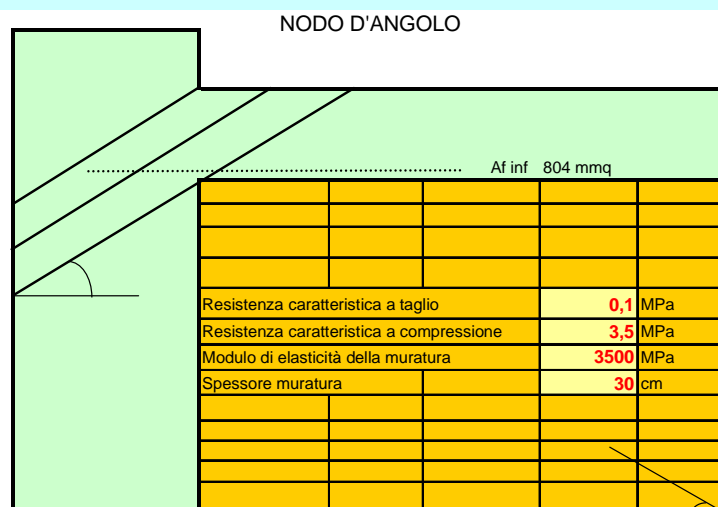 NODO D'ANGOLO
Af inf 804 mmq
Resistenza caratteristica a taglio 0,1 MPa
Resistenza caratteristica a compressione 3,5 MPa
Modulo di elasticità della muratura 3500 MPa
Spessore muratura 30 cm